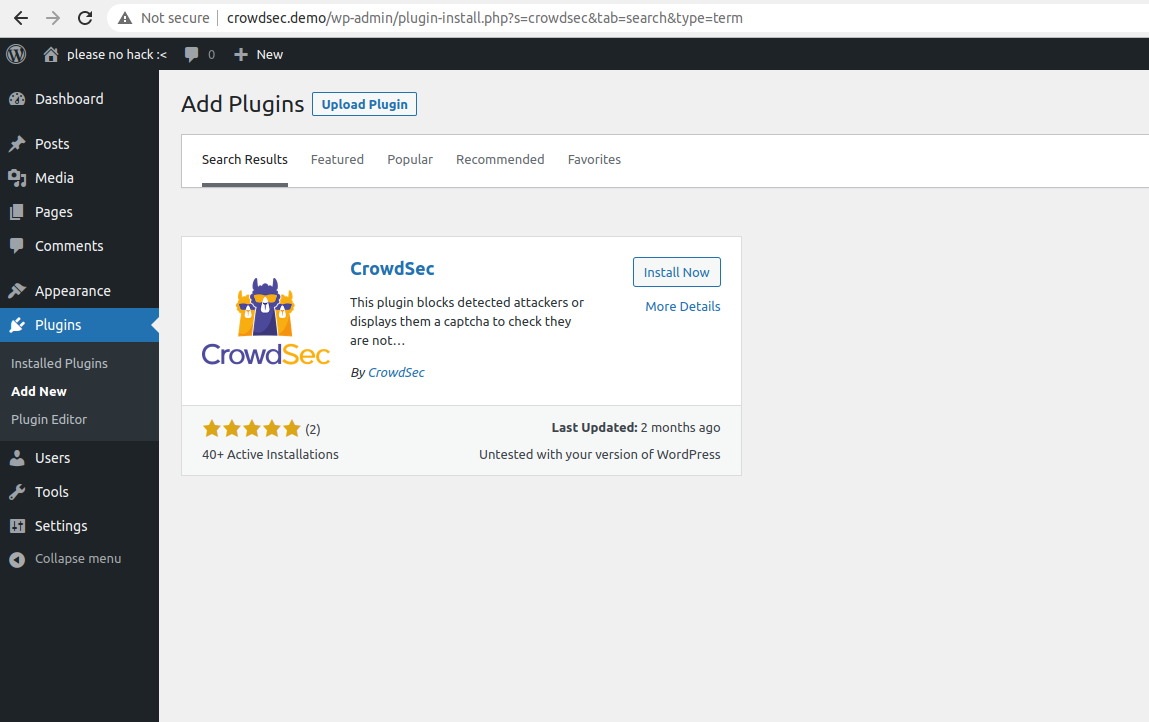 Not secure crowdsec.demo/wp-admin/plugin-install.php?s=crowdsec&tab=search&type=term
please no hack :< 0 New
Dashboard
Posts
Media
Pages
Comments
Appearance
Plugins
Installed Plugins
Add New
Plugin Editor
Users
Tools
Settings
Collapse menu
Add Plugins Upload Plugin
Search Results Featured Popular Recommended Favorites
CrowdSec
CrowdSec
Install Now
More Details
This plugin blocks detected attackers or
displays them a captcha to check they
are not…
By CrowdSec
(2)
40+ Active Installations
Last Updated: 2 months ago
Untested with your version of WordPress